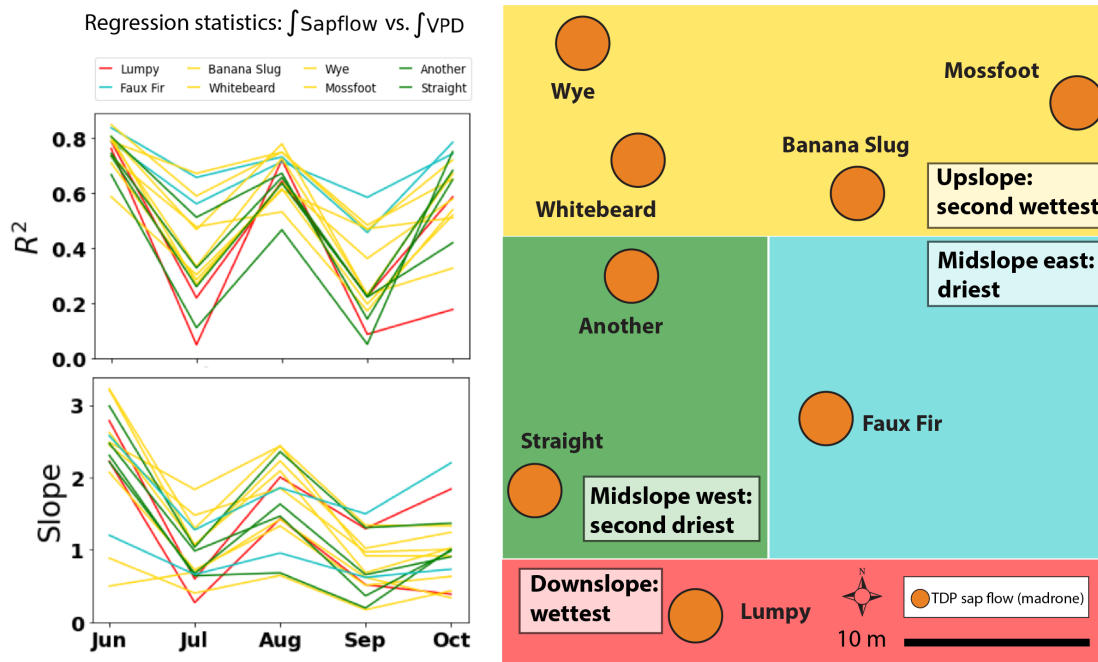 Regression statistics: ∫Sapflow vs. ∫VPD
Lumpy
Faux Fir
Banana Slug
Whitebeard
Wye
Mossfoot
Another
Straight
R²
0.8
0.6
0.4
0.2
0.0
Slope
3
2
1
0
Jun Jul Aug Sep Oct
Wye
Mossfoot
Banana Slug
Whitebeard
Upslope:
second wettest
Midslope east:
driest
Another
Faux Fir
Straight
Midslope west:
second driest
Downslope:
wettest
Lumpy
N
TDP sap flow (madrone)
10 m